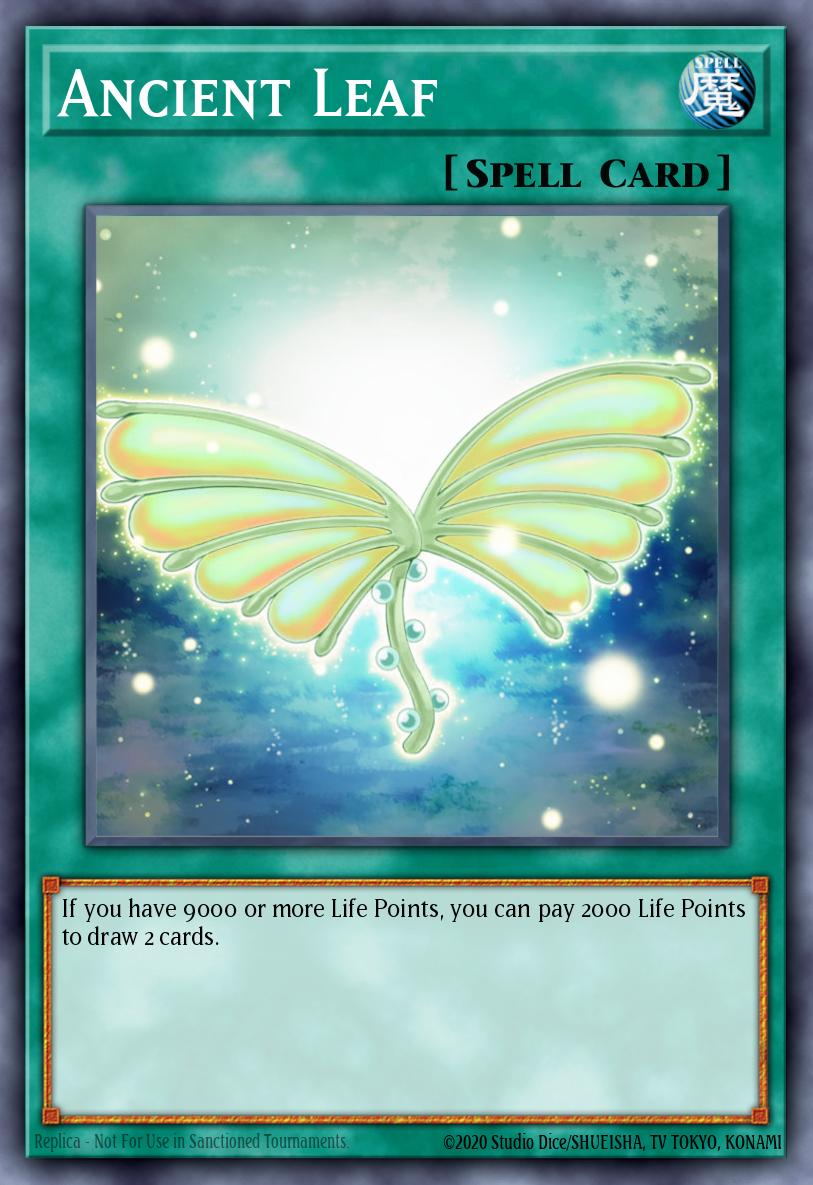 Ancient Leaf
SPELL
魔
[Spell Card]
If you have 9000 or more Life Points, you can pay 2000 Life Points
to draw 2 cards.
Replica - Not For Use in Sanctioned Tournaments.
©2020 Studio Dice/SHUEISHA, TV TOKYO, KONAMI